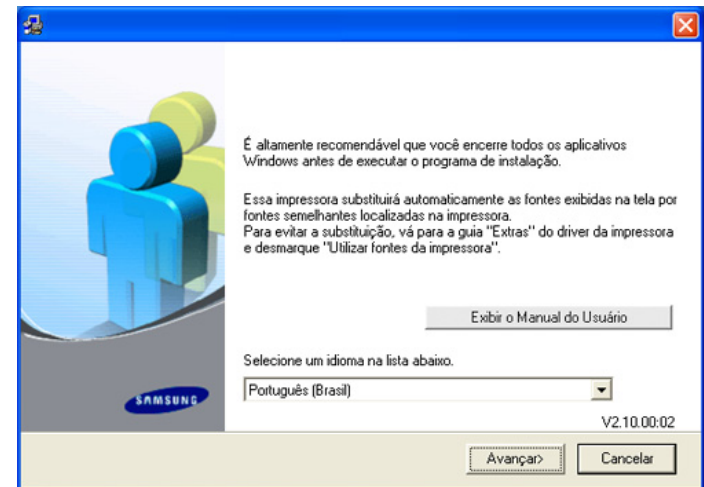 É altamente recomendável que você encerre todos os aplicativos
Windows antes de executar o programa de instalação.
Essa impressora substituirá automaticamente as fontes exibidas na tela por
fontes semelhantes localizadas na impressora.
Para evitar a substituição, vá para a guia "Extras" do driver da impressora
e desmarque "Utilizar fontes da impressora".
Exibir o Manual do Usuário
Selecione um idioma na lista abaixo.
Português (Brasil)
SAMSUNG
V2.10.00:02
Avançar>
Cancelar